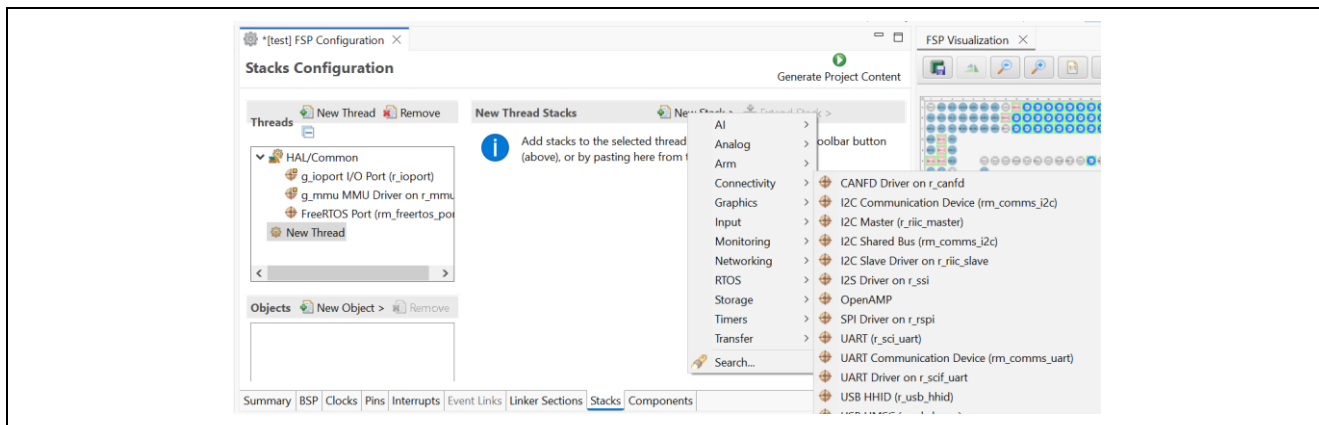 *[test] FSP Configuration
FSP Visualization
Stacks Configuration
Generate Project Content
Threads
New Thread
Remove
HAL/Common
g_ioport I/O Port (r_ioport)
g_mmu MMU Driver on r_mmu
FreeRTOS Port (rm_freertos_por
New Thread
Objects
New Object >
Remove
New Thread Stacks
Add stacks to the selected thread
oolbar button
(above), or by pasting here from
AI
Analog
Arm
Connectivity
Graphics
Input
Monitoring
Networking
RTOS
Storage
Timers
Transfer
Search...
CANFD Driver on r_canfd
I2C Communication Device (rm_comms_i2c)
I2C Master (r_riic_master)
I2C Shared Bus (rm_comms_i2c)
I2C Slave Driver on r_riic_slave
I2S Driver on r_ssi
OpenAMP
SPI Driver on r_rspi
UART (r_sci_uart)
UART Communication Device (rm_comms_uart)
UART Driver on r_scif_uart
USB HHID (r_usb_hhid)
Summary BSP Clocks Pins Interrupts Event Links Linker Sections Stacks Components